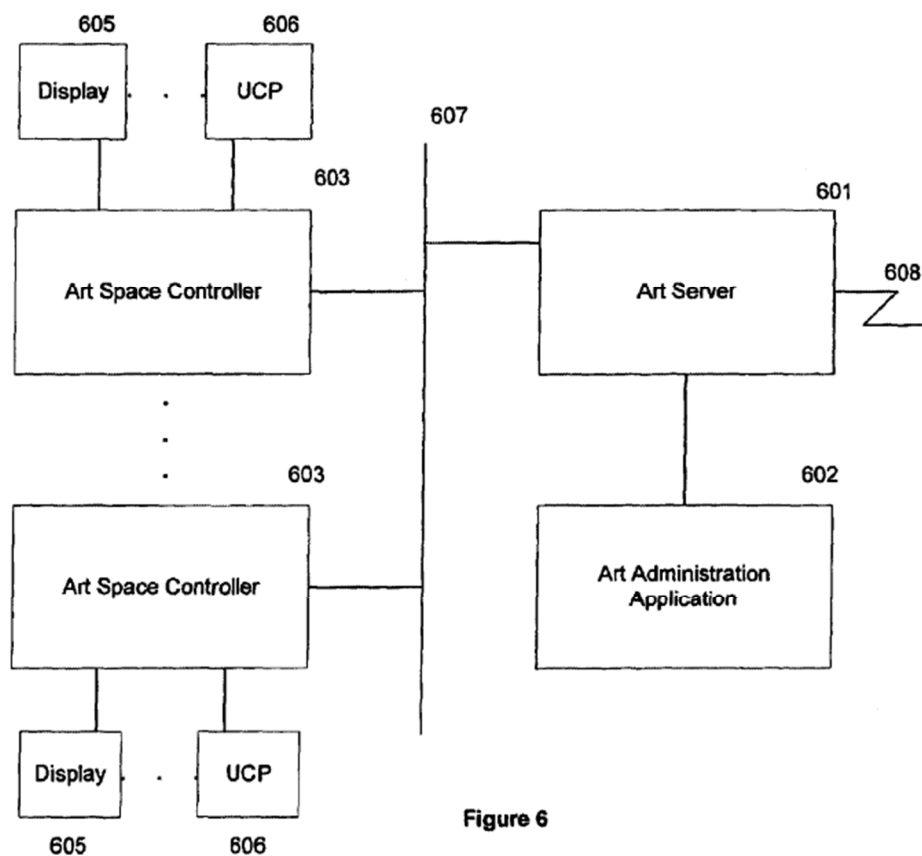 605
606
Display
UCP
607
603
601
Art Space Controller
Art Server
608
603
602
Art Space Controller
Art Administration
Application
Display
UCP
605
606
Figure 6